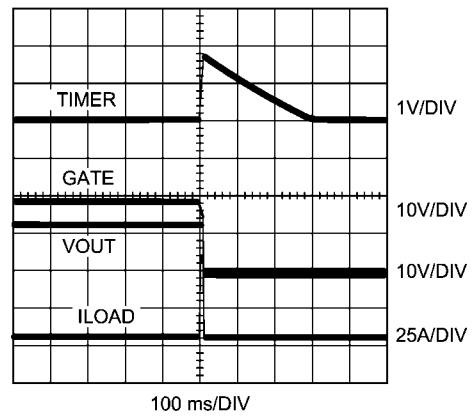 TIMER
1V/DIV
GATE
10V/DIV
VOUT
10V/DIV
ILOAD
25A/DIV
100 ms/DIV